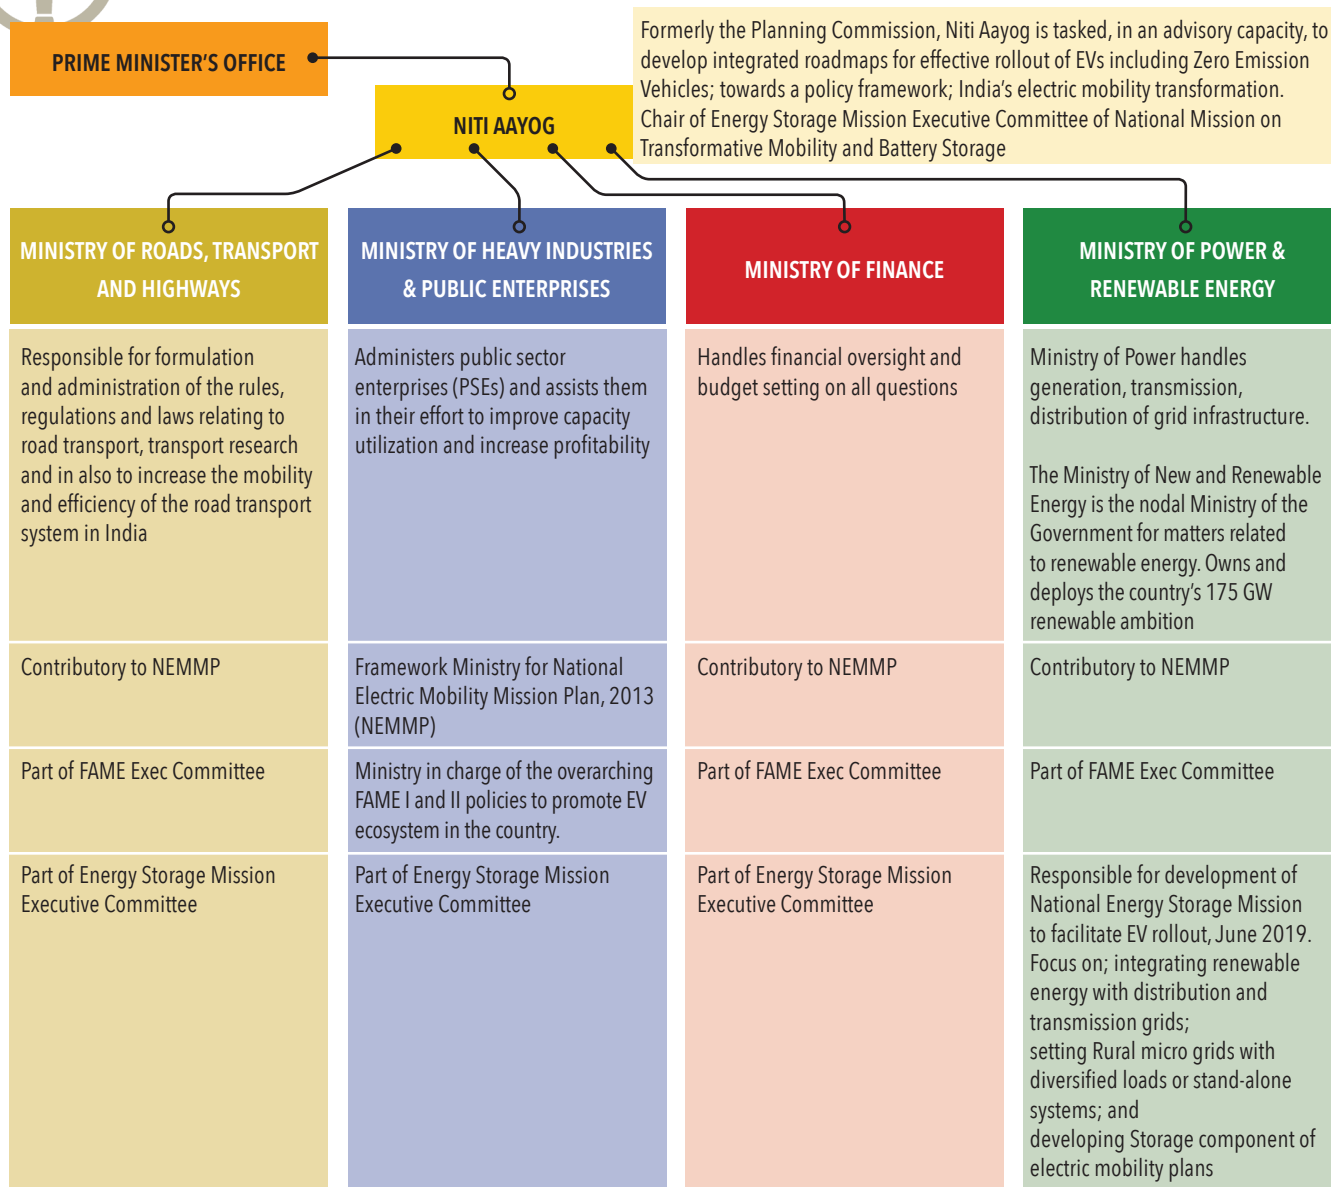 PRIME MINISTER'S OFFICE
Formerly the Planning Commission, Niti Aayog is tasked, in an advisory capacity, to
develop integrated roadmaps for effective rollout of EVs including Zero Emission
Vehicles; towards a policy framework; India's electric mobility transformation.
Chair of Energy Storage Mission Executive Committee of National Mission on
Transformative Mobility and Battery Storage
NITI AAYOG
MINISTRY OF ROADS, TRANSPORT
AND HIGHWAYS
Responsible for formulation
and administration of the rules,
regulations and laws relating to
road transport, transport research
and in also to increase the mobility
and efficiency of the road transport
system in India
Contributory to NEMMP
Part of FAME Exec Committee
Part of Energy Storage Mission
Executive Committee
MINISTRY OF HEAVY INDUSTRIES
& PUBLIC ENTERPRISES
Administers public sector
enterprises (PSEs) and assists them
in their effort to improve capacity
utilization and increase profitability
Framework Ministry for National
Electric Mobility Mission Plan, 2013
(NEMMP)
Ministry in charge of the overarching
FAME I and II policies to promote EV
ecosystem in the country.
Part of Energy Storage Mission
Executive Committee
MINISTRY OF FINANCE
Handles financial oversight and
budget setting on all questions
Contributory to NEMMP
Part of FAME Exec Committee
Part of Energy Storage Mission
Executive Committee
MINISTRY OF POWER &
RENEWABLE ENERGY
Ministry of Power handles
generation, transmission,
distribution of grid infrastructure.
The Ministry of New and Renewable
Energy is the nodal Ministry of the
Government for matters related
to renewable energy. Owns and
deploys the country's 175 GW
renewable ambition
Contributory to NEMMP
Part of FAME Exec Committee
Responsible for development of
National Energy Storage Mission
to facilitate EV rollout, June 2019.
Focus on; integrating renewable
energy with distribution and
transmission grids;
setting Rural micro grids with
diversified loads or stand-alone
systems; and
developing Storage component of
electric mobility plans